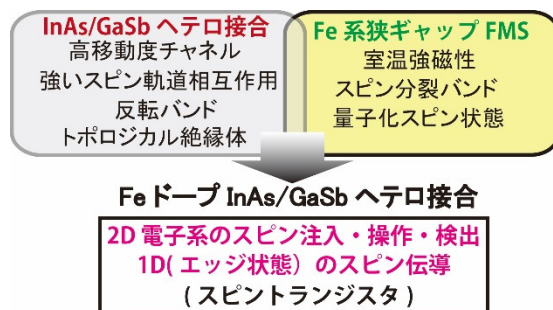 InAs/GaSb ヘテロ接合
高移動度チャネル
強いスピン軌道相互作用
反転バンド
トポロジカル絶縁体
Fe 系狭ギャップ FMS
室温強磁性
スピン分裂バンド
量子化スピン状態
Feドープ InAs/GaSb ヘテロ接合
2D 電子系のスピン注入・操作・検出
1D( エッジ状態）のスピン伝導
( スピントランジスタ )